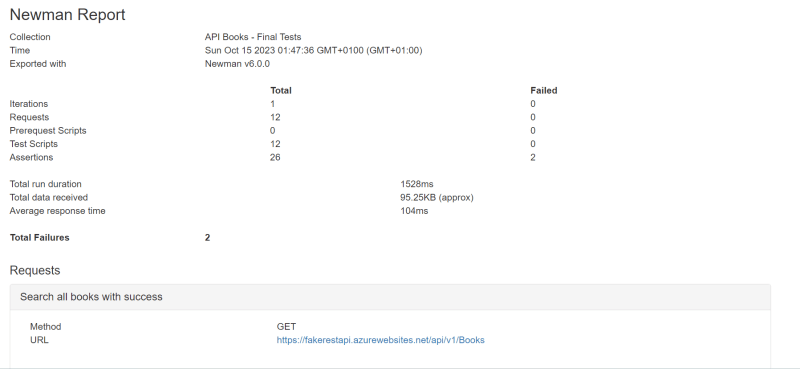 Newman Report
Collection API Books - Final Tests
Time Sun Oct 15 2023 01:47:36 GMT+0100 (GMT+01:00)
Exported with Newman v6.0.0
Total Failed
Iterations 1 0
Requests 12 0
Prerequest Scripts 0 0
Test Scripts 12 0
Assertions 26 2
Total run duration 1528ms
Total data received 95.25KB (approx)
Average response time 104ms
Total Failures 2
Requests
Search all books with success
Method GET
URL https://fakerestapi.azurewebsites.net/api/v1/Books